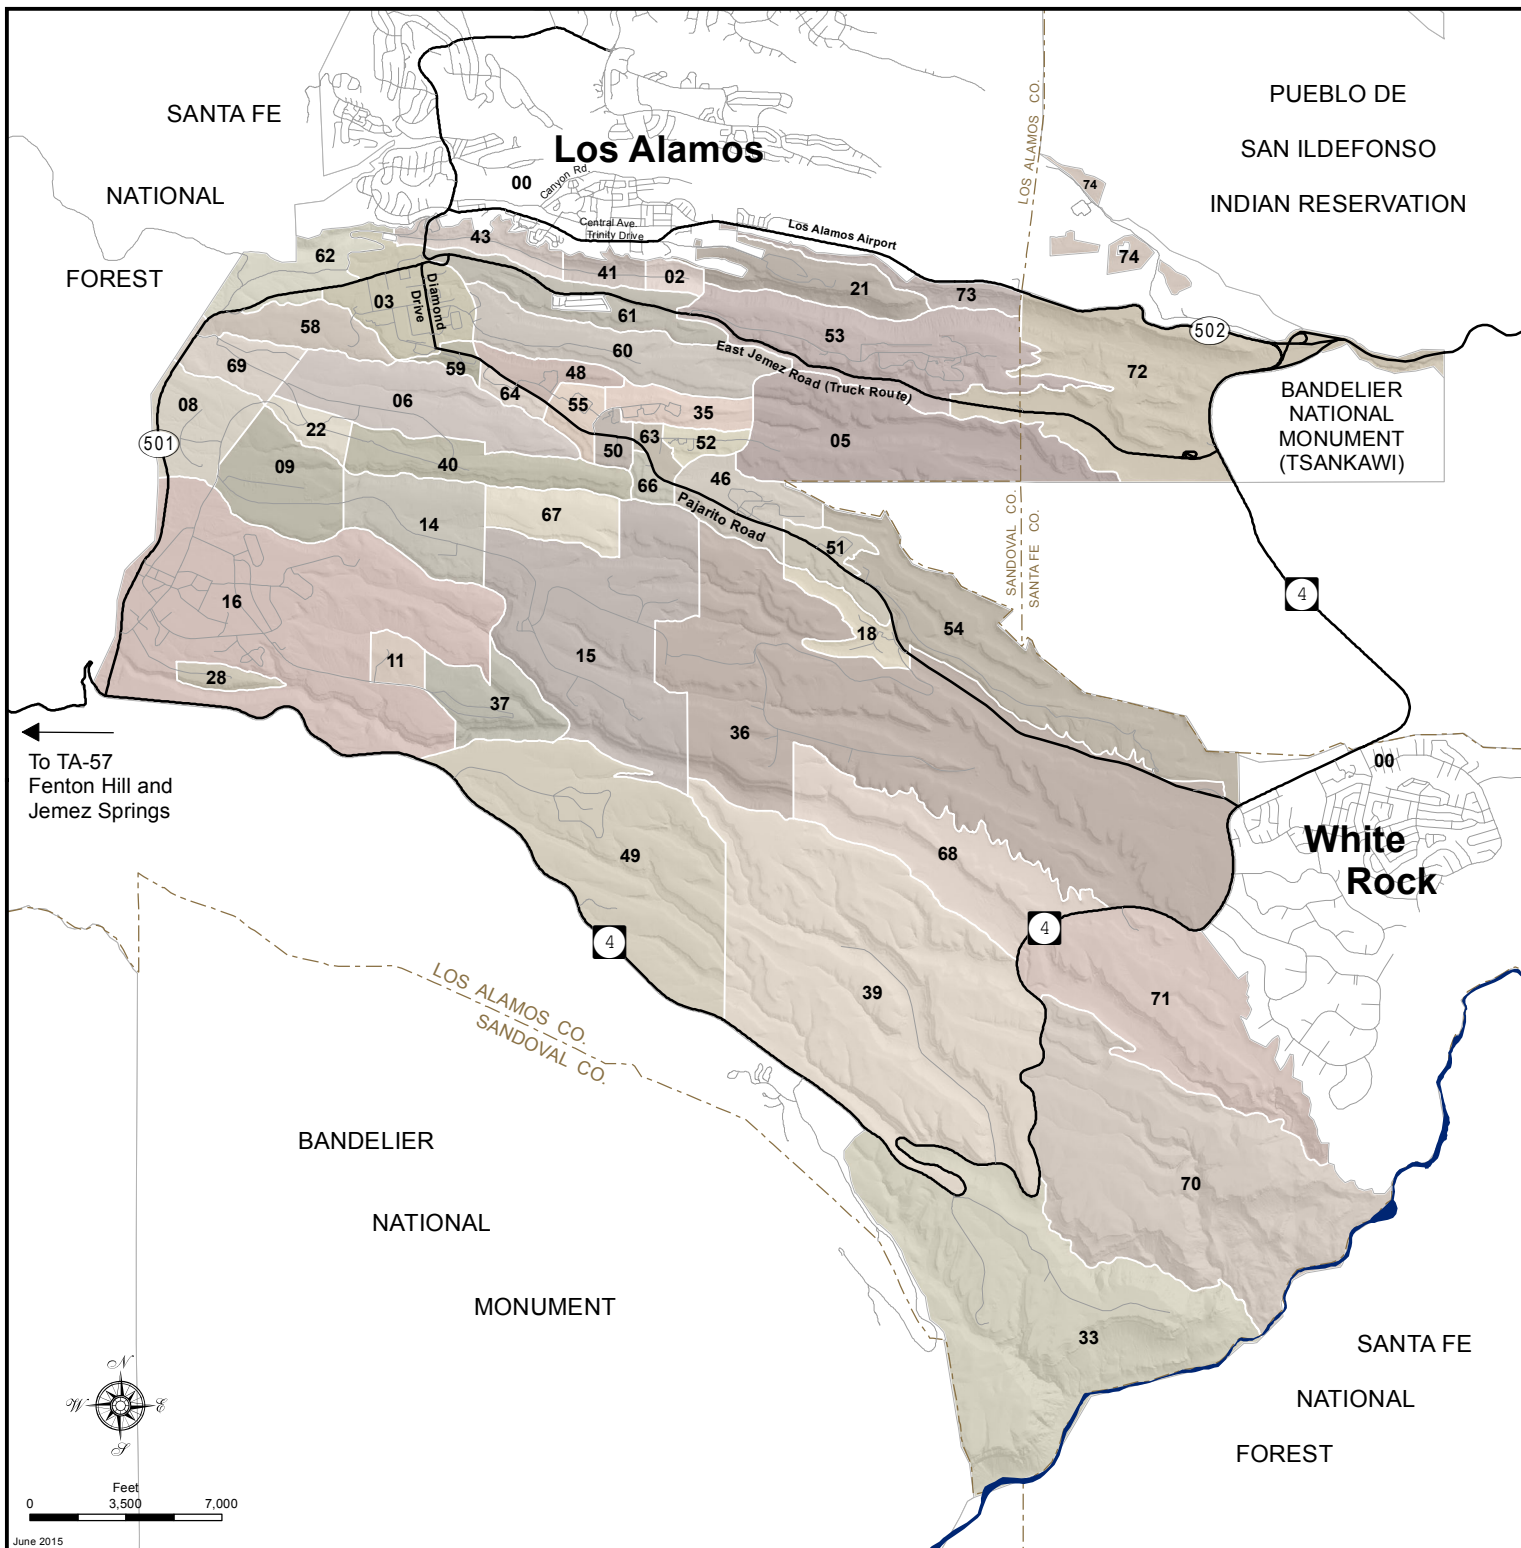 SANTA FE
NATIONAL
FOREST
Los Alamos
00
Canyon Rd.
Central Ave.
Trinity Drive
Los Alamos Airport
LOS ALAMOS CO.
SANTA FE CO.
PUEBLO DE
SAN ILDEFONSO
INDIAN RESERVATION
74
74
62
43
41
02
21
73
03
Diamond
Drive
58
61
53
502
60
East Jemez Road (Truck Route)
72
69
59
48
64
06
55
35
08
22
05
BANDELIER
NATIONAL
MONUMENT
(TSANKAWI)
501
63
52
50
09
40
46
66
67
14
Pajarito Road
51
SANDOVAL CO.
SANTA FE CO.
16
4
18
54
11
15
28
37
36
To TA-57
Fenton Hill and
Jemez Springs
00
White
Rock
49
68
4
4
39
71
LOS ALAMOS CO.
SANDOVAL CO.
BANDELIER
NATIONAL
MONUMENT
70
33
SANTA FE
NATIONAL
FOREST
N
W
E
S
Feet
0
3,500
7,000
June 2015